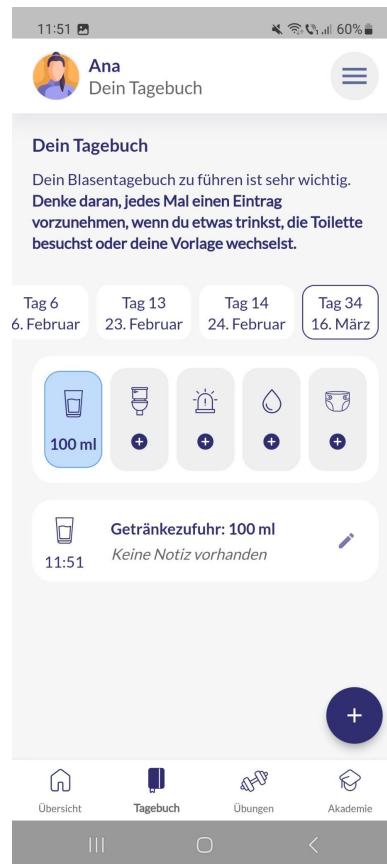 11:51 60%
Ana
Dein Tagebuch
Dein Tagebuch
Dein Blasentagebuch zu führen ist sehr wichtig.
Denke daran, jedes Mal einen Eintrag
vorzunehmen, wenn du etwas trinkst, die Toilette
besuchst oder deine Vorlage wechselst.
Tag 6 Tag 13 Tag 14 Tag 34
6. Februar 23. Februar 24. Februar 16. März
100 ml
Getränkezufuhr: 100 ml
11:51 Keine Notiz vorhanden
Übersicht Tagebuch Übungen Akademie